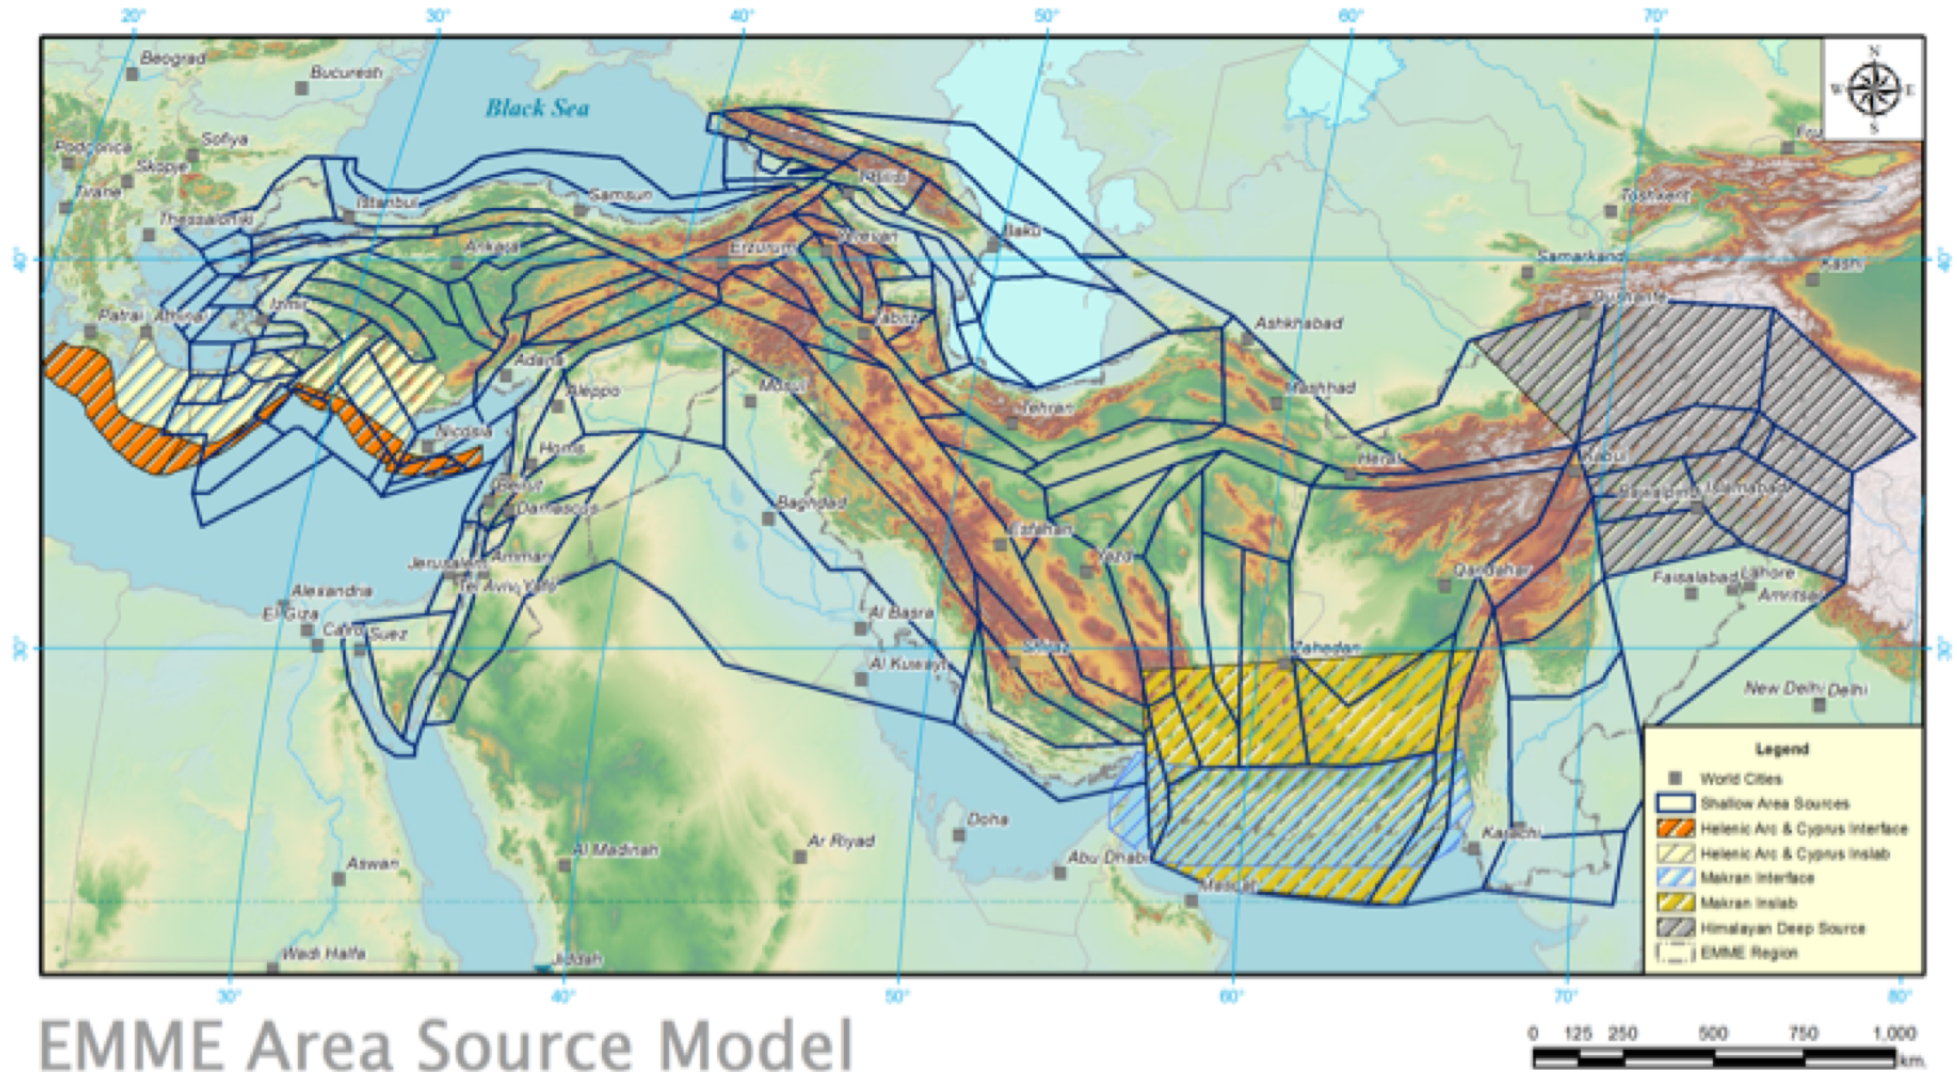 20° 30° 40° 50° 60° 70°
N
W E
S
Beograd
Bucuresti
Black Sea
Podgorica
Sofiya
Skopje
Tirane
Thessaloniki
Istanbul
Samsun
Tbilisi
Toshkent
Ankara
Erzurum
Yerevan
Baku
40°
40°
Samarkand
Kashi
Dushanbe
Izmir
Patrai
Athinai
Tabriz
Ashkhabad
Adana
Aleppo
Mosul
Tehran
Mashhad
Nicosia
Homs
Herat
Kabul
Beirut
Damascus
Baghdad
Esfahan
Rawalpindi
Islamabad
Jerusalem
Amman
Tel Aviv Yafo
Yazd
Qandahar
Faisalabad
Lahore
Amritsar
Alexandria
El Giza
Cairo
Suez
Al Basra
30°
30°
Shiraz
Zahedan
Al Kuwayt
New Delhi
Delhi
Doha
Karachi
Ar Riyad
Al Madinah
Abu Dhabi
Aswan
Mascat
Wadi Halfa
Jiddah
Legend
World Cities
Shallow Area Sources
Helenic Arc & Cyprus Interface
Helenic Arc & Cyprus Inslab
Makran Interface
Makran Inslab
Himalayan Deep Source
EMME Region
30° 40° 50° 60° 70° 80°
EMME Area Source Model
0 125 250 500 750 1,000
km.